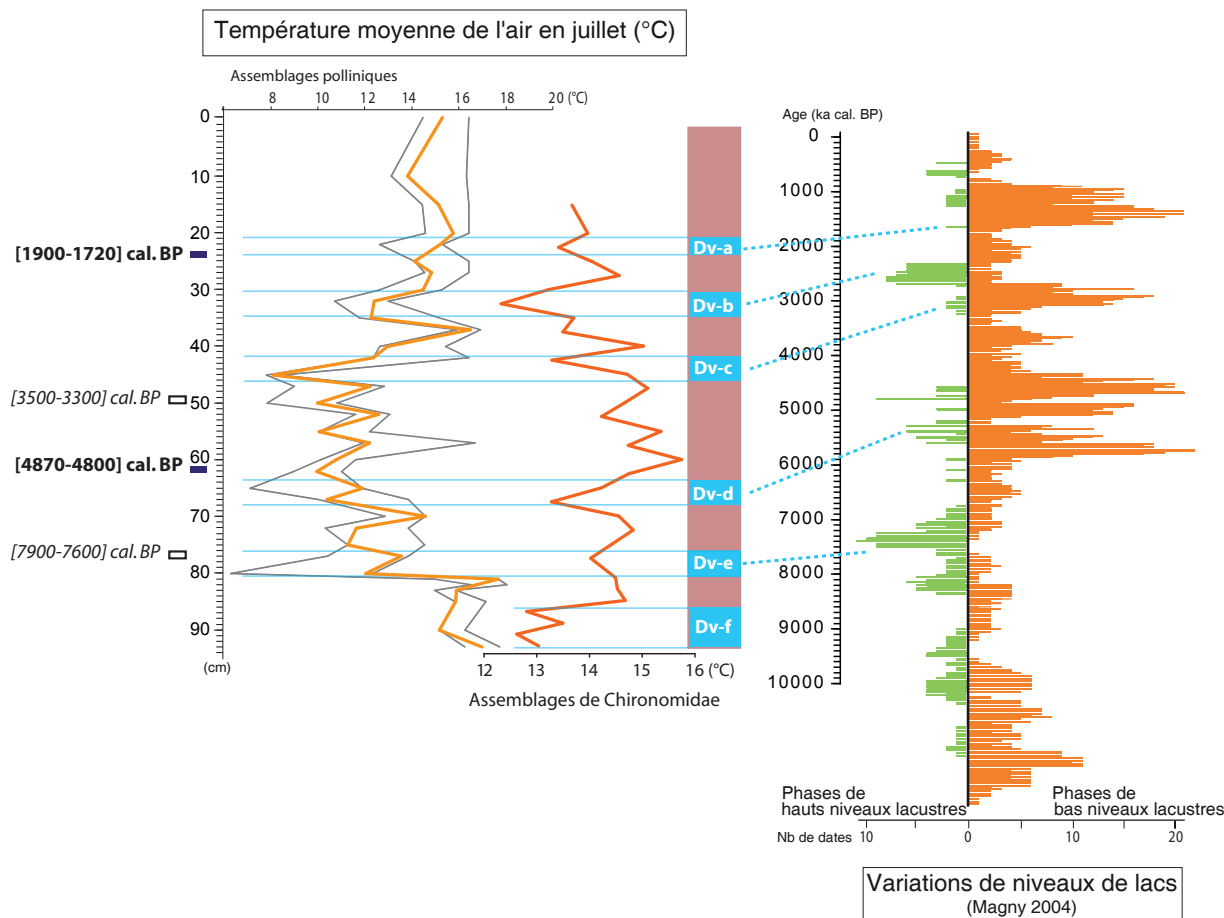 Température moyenne de l'air en juillet (°C)
Assemblages polliniques
8 10 12 14 16 18 20 (°C)
0
10
20
30
40
50
60
70
80
90
(cm)
[1900-1720] cal. BP
[3500-3300] cal. BP
[4870-4800] cal. BP
[7900-7600] cal. BP
Dv-a
Dv-b
Dv-c
Dv-d
Dv-e
Dv-f
12 13 14 15 16 (°C)
Assemblages de Chironomidae
Age (ka cal. BP)
0
1000
2000
3000
4000
5000
6000
7000
8000
9000
10000
Phases de
hauts niveaux lacustres
Phases de
bas niveaux lacustres
Nb de dates
10 0 10 20
Variations de niveaux de lacs
(Magny 2004)